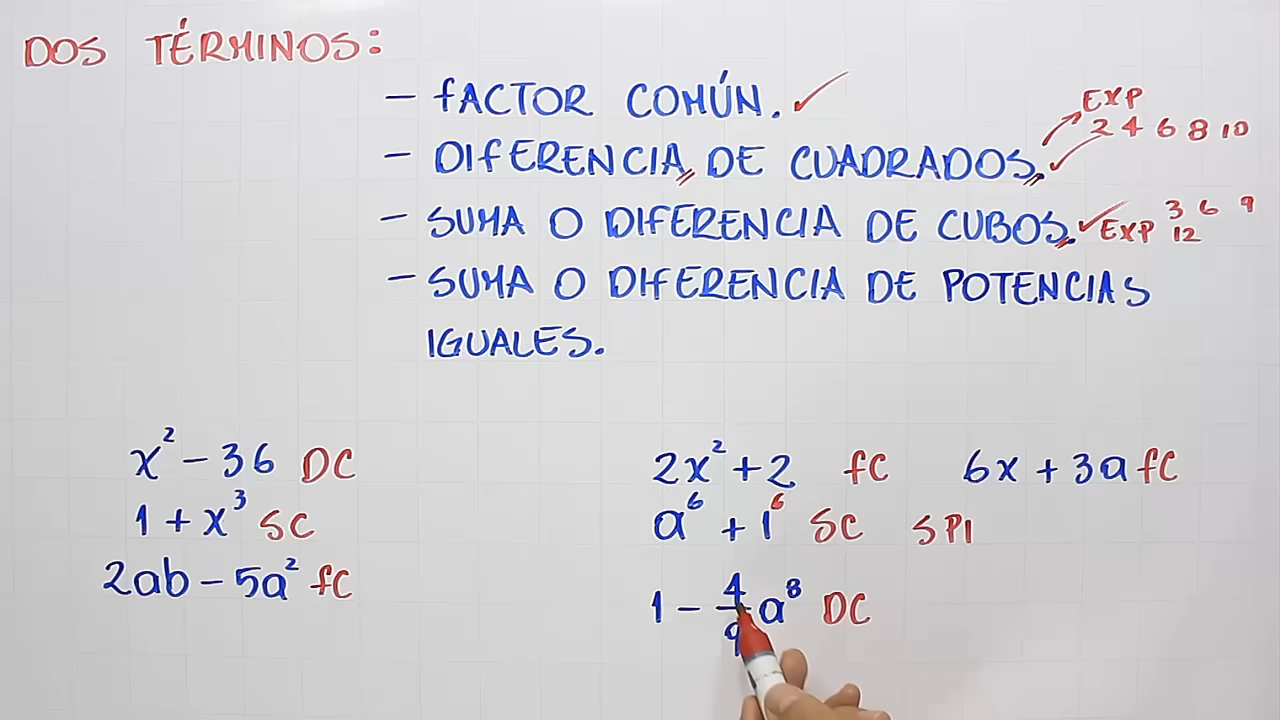 DOS TÉRMINOS:
- FACTOR COMÚN. ✓
EXP
2 4 6 8 10
- DIFERENCIA DE CUADRADOS. ✓
3 6 9
- SUMA O DIFERENCIA DE CUBOS. ✓ EXP 12
- SUMA O DIFERENCIA DE POTENCIAS
IGUALES.
x² - 36 DC
1 + x³ SC
2ab - 5a² fC
2x² + 2 fC
6x + 3a fC
a⁶ + 1⁶ SC SPI
1 - 4/9 a⁸ DC